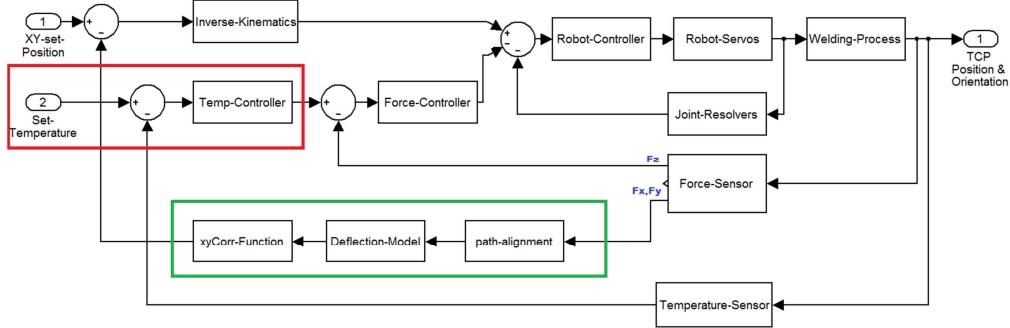 1
XY-set-
Position
Inverse-Kinematics
Robot-Controller
Robot-Servos
Welding-Process
1
TCP
Position &
Orientation
2
Set-
Temperature
Temp-Controller
Force-Controller
Joint-Resolvers
Fz
Fx,Fy
Force-Sensor
xyCorr-Function
Deflection-Model
path-alignment
Temperature-Sensor
+
−
+
−
−
+
−
+
−